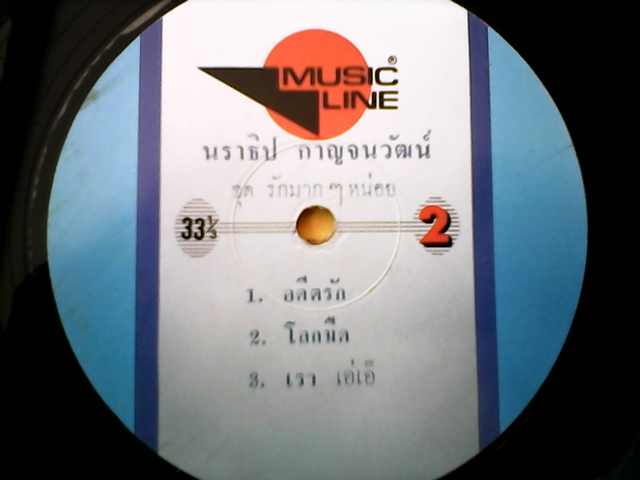 MUSIC®
LINE
นราธิป กาญจนวัฒน์
ชุด รักมาก ๆ หน่อย
33⅓ 2
1. อดีตรัก
2. โลกมืด
3. เรา เอ๋เอ๋